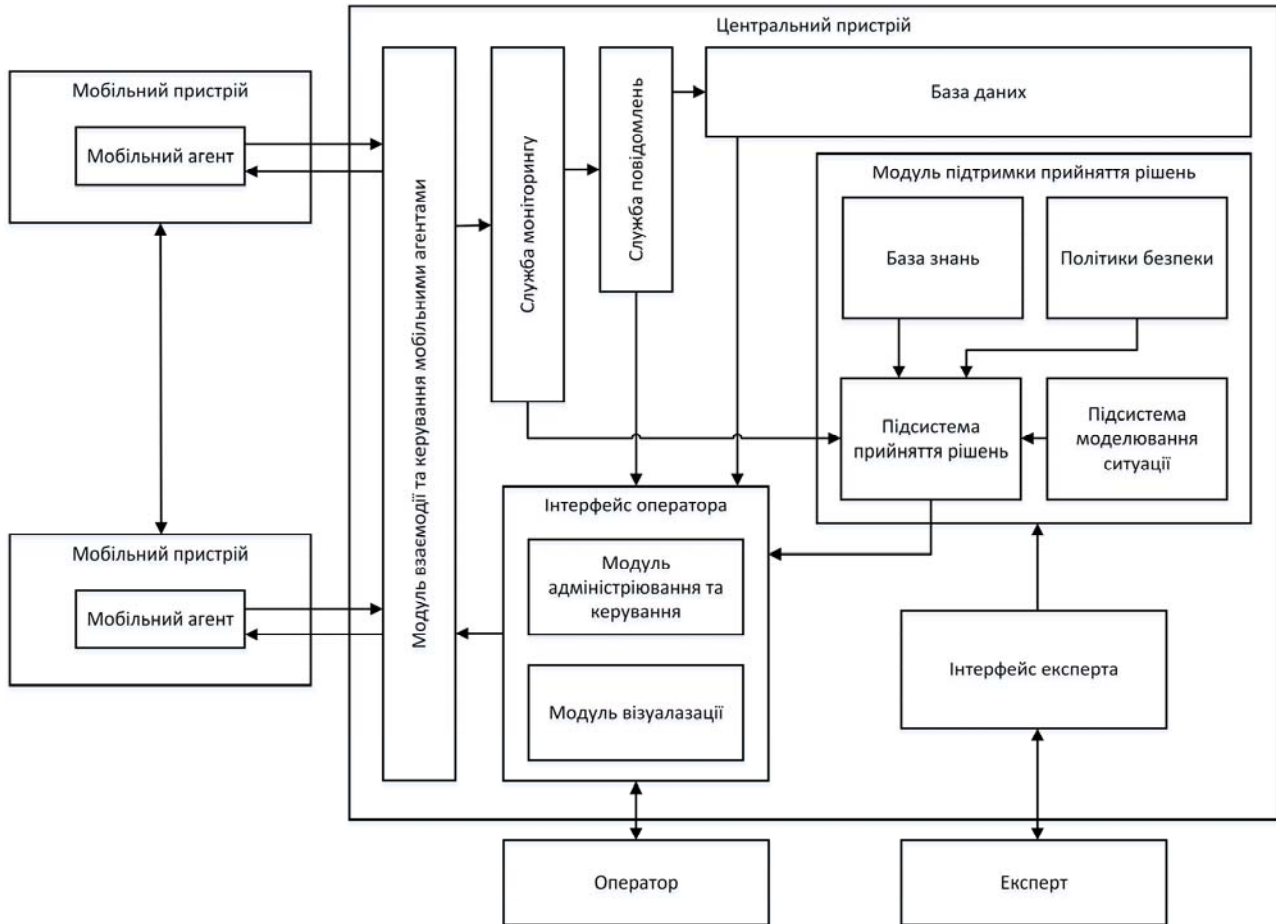 Центральний пристрій
Мобільний пристрій
Мобільний агент
Модуль взаємодії та керування мобільними агентами
Служба моніторингу
Служба повідомлень
База даних
Модуль підтримки прийняття рішень
База знань
Політики безпеки
Підсистема
прийняття рішень
Підсистема
моделювання
ситуації
Мобільний пристрій
Мобільний агент
Інтерфейс оператора
Модуль
адміністріювання та
керування
Модуль візуалазації
Інтерфейс експерта
Оператор
Експерт